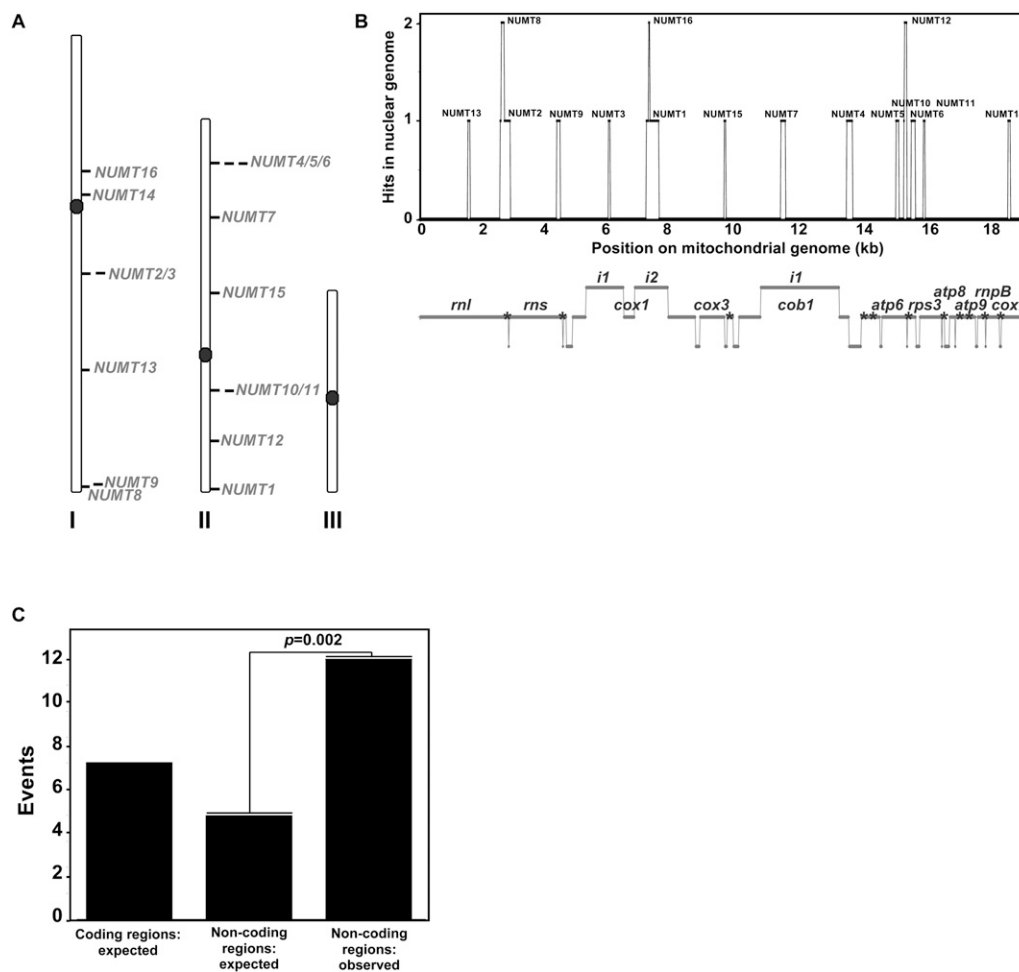 A
NUMT16
NUMT14
NUMT2/3
NUMT13
NUMT9
NUMT8
I
NUMT4/5/6
NUMT7
NUMT15
NUMT10/11
NUMT12
NUMT1
II
III
B
Hits in nuclear genome
2
1
0
NUMT8
NUMT16
NUMT12
NUMT13
NUMT2
NUMT9
NUMT3
NUMT1
NUMT15
NUMT7
NUMT4
NUMT5
NUMT10
NUMT11
NUMT6
NUMT1
0 2 4 6 8 10 12 14 16 18
Position on mitochondrial genome (kb)
i1 i2 i1
atp8 rnpB
rnl * rns * cox1 cox3 * cob1 ** atp6 * rps3 * atp9 ** * cox *
C
Events
12
10
8
6
4
2
0
p=0.002
Coding regions:
expected
Non-coding
regions:
expected
Non-coding
regions:
observed